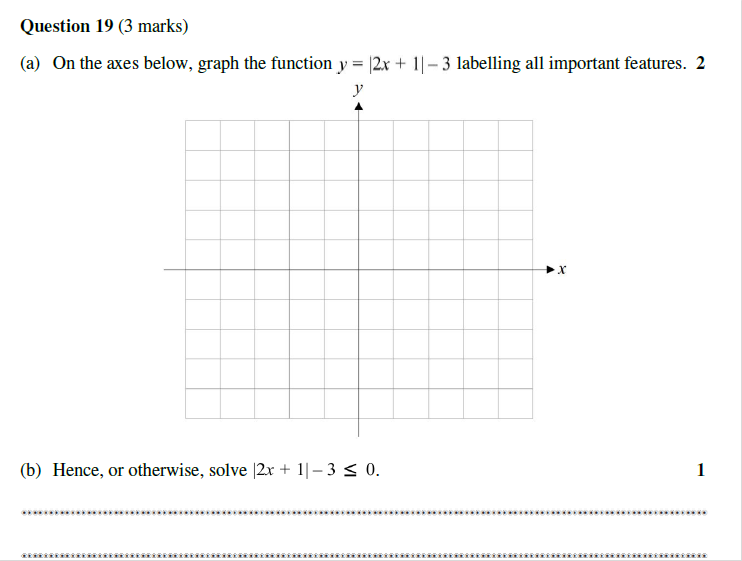 Question 19 (3 marks)
(a) On the axes below, graph the function y = |2x + 1| – 3 labelling all important features. 2
y
x
(b) Hence, or otherwise, solve |2x + 1| – 3 ≤ 0. 1